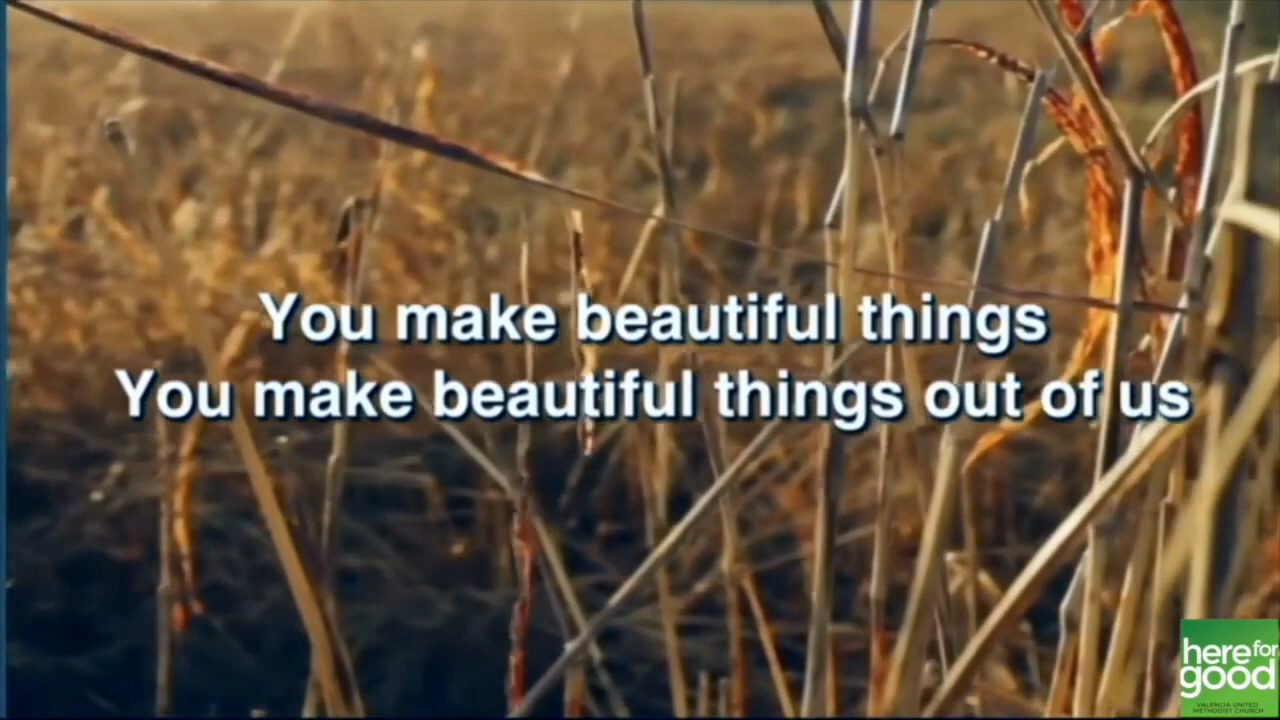 You make beautiful things
You make beautiful things out of us
here for
good
VALENCIA UNITED
METHODIST CHURCH